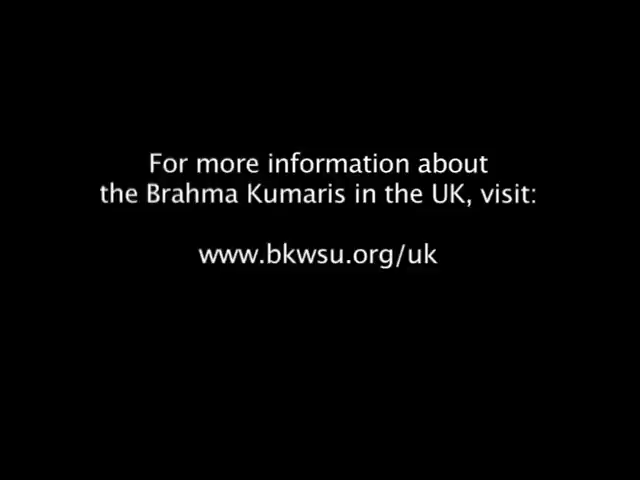 For more information about
the Brahma Kumaris in the UK, visit:
www.bkwsu.org/uk